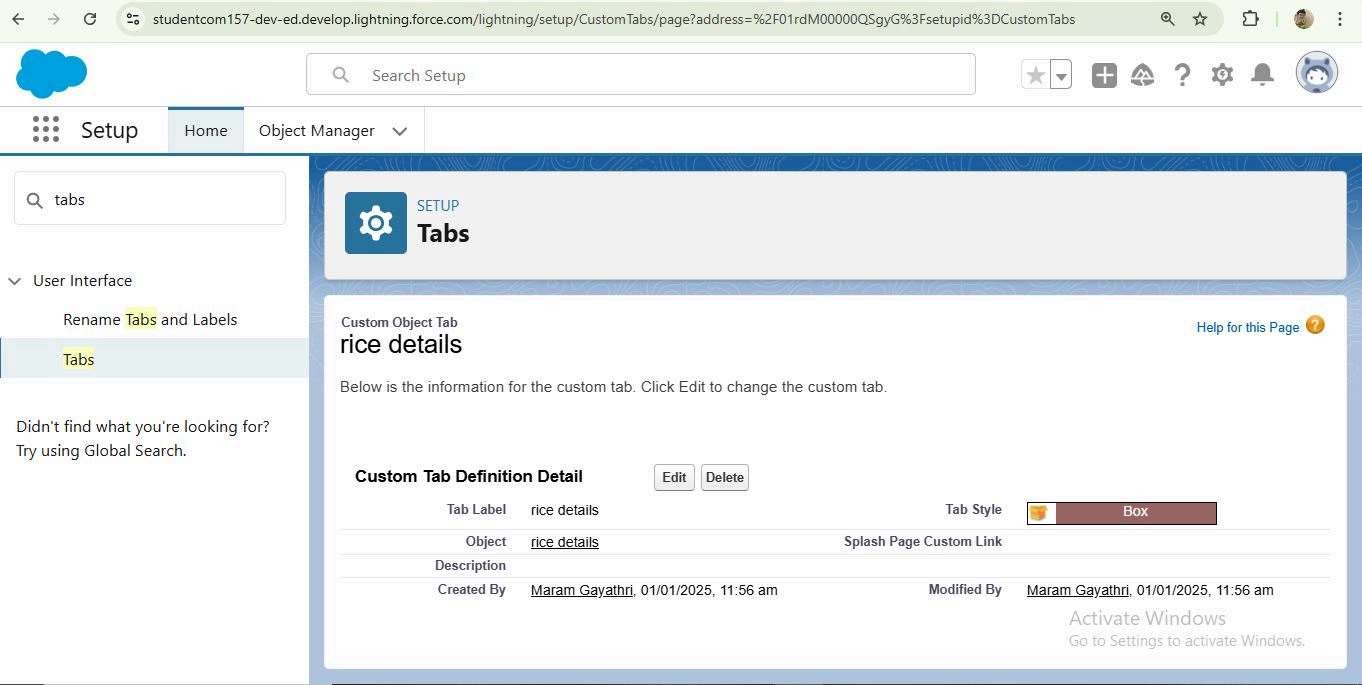 studentcom157-dev-ed.develop.lightning.force.com/lightning/setup/CustomTabs/page?address=%2F01rdM00000QSgyG%3Fsetupid%3DCustomTabs
Search Setup
Setup
Home
Object Manager
tabs
User Interface
Rename Tabs and Labels
Tabs
Didn't find what you're looking for?
Try using Global Search.
SETUP
Tabs
Custom Object Tab
rice details
Help for this Page
Below is the information for the custom tab. Click Edit to change the custom tab.
Custom Tab Definition Detail Edit Delete
Tab Label rice details Tab Style Box
Object rice details Splash Page Custom Link
Description
Created By Maram Gayathri, 01/01/2025, 11:56 am Modified By Maram Gayathri, 01/01/2025, 11:56 am
Activate Windows
Go to Settings to activate Windows.